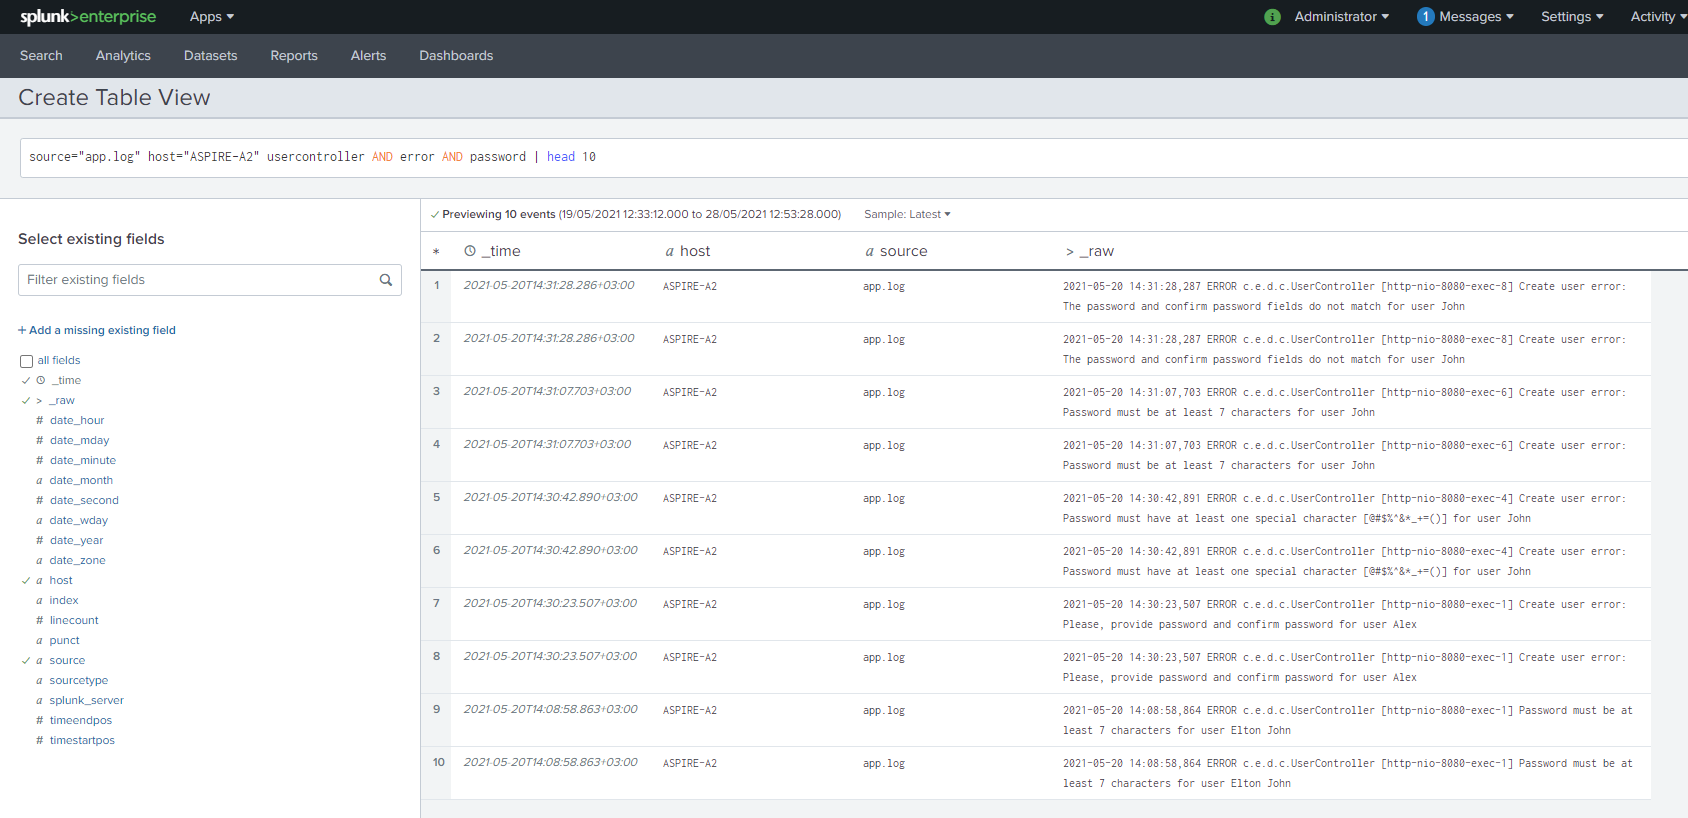 splunk>enterprise Apps Administrator 1 Messages Settings Activity
Search Analytics Datasets Reports Alerts Dashboards
Create Table View
source="app.log" host="ASPIRE-A2" usercontroller AND error AND password | head 10
Select existing fields
Filter existing fields
+ Add a missing existing field
all fields
_time
> _raw
# date_hour
# date_mday
# date_minute
a date_month
# date_second
a date_wday
# date_year
a date_zone
a host
a index
# linecount
a punct
a source
a sourcetype
a splunk_server
# timeendpos
# timestartpos
✓ Previewing 10 events (19/05/2021 12:33:12.000 to 28/05/2021 12:53:28.000) Sample: Latest
* _time a host a source > _raw
1 2021-05-20T14:31:28.286+03:00 ASPIRE-A2 app.log 2021-05-20 14:31:28,287 ERROR c.e.d.c.UserController [http-nio-8080-exec-8] Create user error:
The password and confirm password fields do not match for user John
2 2021-05-20T14:31:28.286+03:00 ASPIRE-A2 app.log 2021-05-20 14:31:28,287 ERROR c.e.d.c.UserController [http-nio-8080-exec-8] Create user error:
The password and confirm password fields do not match for user John
3 2021-05-20T14:31:07.703+03:00 ASPIRE-A2 app.log 2021-05-20 14:31:07,703 ERROR c.e.d.c.UserController [http-nio-8080-exec-6] Create user error:
Password must be at least 7 characters for user John
4 2021-05-20T14:31:07.703+03:00 ASPIRE-A2 app.log 2021-05-20 14:31:07,703 ERROR c.e.d.c.UserController [http-nio-8080-exec-6] Create user error:
Password must be at least 7 characters for user John
5 2021-05-20T14:30:42.890+03:00 ASPIRE-A2 app.log 2021-05-20 14:30:42,891 ERROR c.e.d.c.UserController [http-nio-8080-exec-4] Create user error:
Password must have at least one special character [@#$%^&*_+=()] for user John
6 2021-05-20T14:30:42.890+03:00 ASPIRE-A2 app.log 2021-05-20 14:30:42,891 ERROR c.e.d.c.UserController [http-nio-8080-exec-4] Create user error:
Password must have at least one special character [@#$%^&*_+=()] for user John
7 2021-05-20T14:30:23.507+03:00 ASPIRE-A2 app.log 2021-05-20 14:30:23,507 ERROR c.e.d.c.UserController [http-nio-8080-exec-1] Create user error:
Please, provide password and confirm password for user Alex
8 2021-05-20T14:30:23.507+03:00 ASPIRE-A2 app.log 2021-05-20 14:30:23,507 ERROR c.e.d.c.UserController [http-nio-8080-exec-1] Create user error:
Please, provide password and confirm password for user Alex
9 2021-05-20T14:08:58.863+03:00 ASPIRE-A2 app.log 2021-05-20 14:08:58,864 ERROR c.e.d.c.UserController [http-nio-8080-exec-1] Password must be at
least 7 characters for user Elton John
10 2021-05-20T14:08:58.863+03:00 ASPIRE-A2 app.log 2021-05-20 14:08:58,864 ERROR c.e.d.c.UserController [http-nio-8080-exec-1] Password must be at
least 7 characters for user Elton John